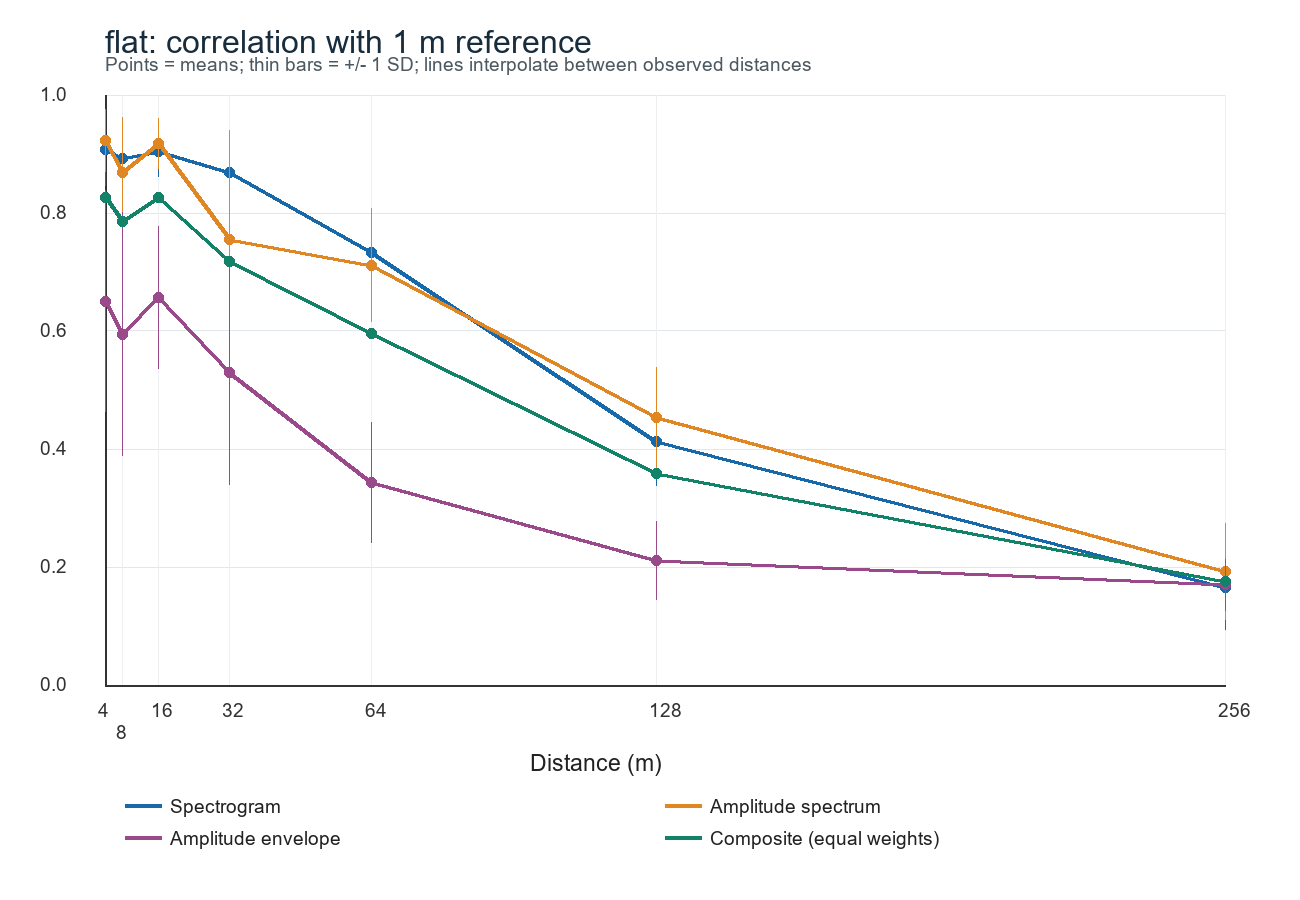 flat: correlation with 1 m reference
Points = means; thin bars = +/- 1 SD; lines interpolate between observed distances
1.0
0.8
0.6
0.4
0.2
0.0
4 16 32 64 128 256
8
Distance (m)
Spectrogram Amplitude spectrum
Amplitude envelope Composite (equal weights)